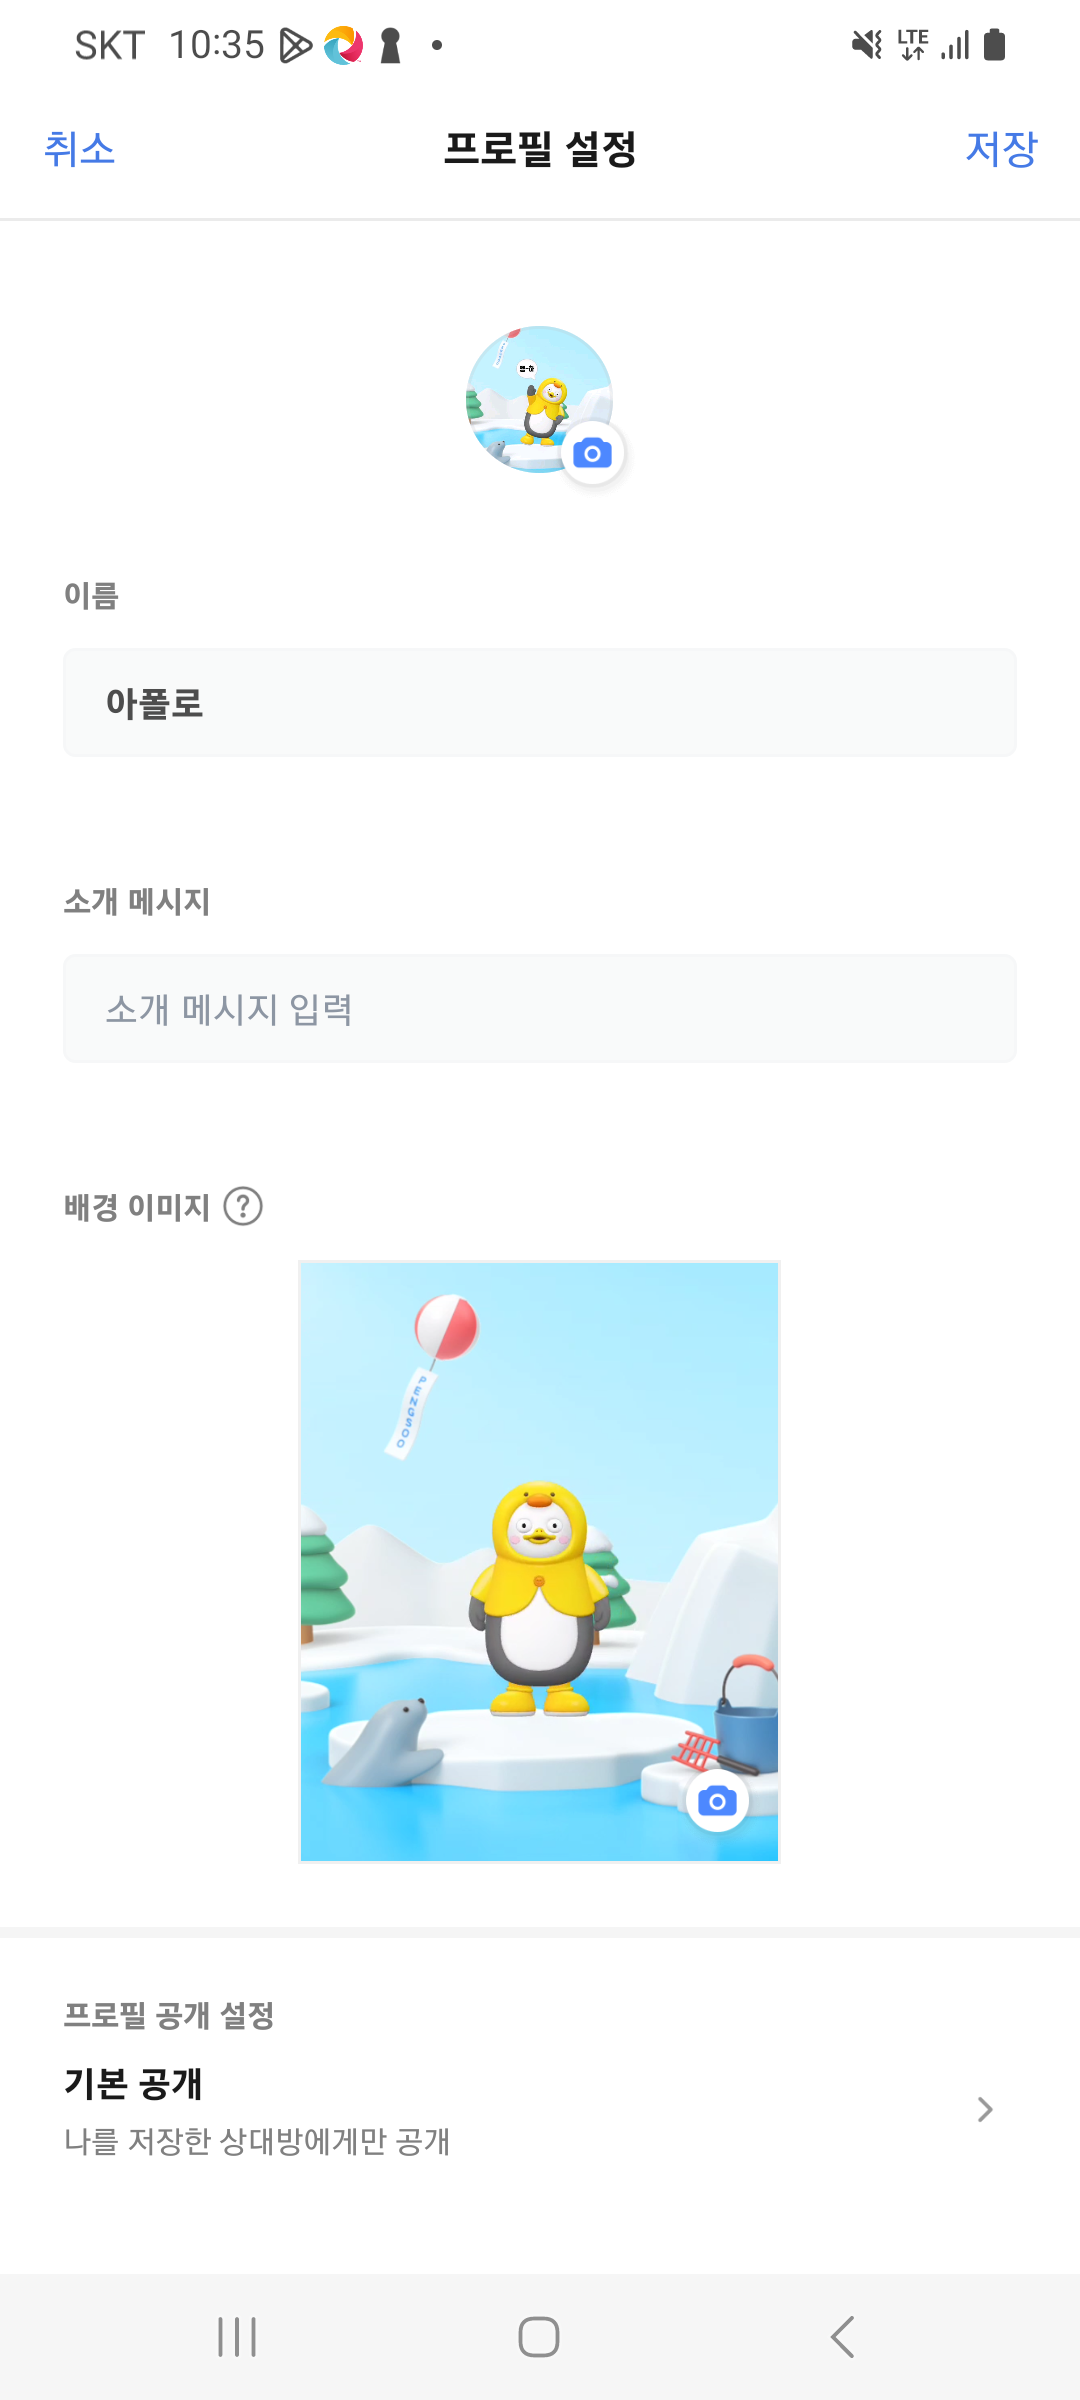 SKT 10:35
LTE
취소 프로필 설정 저장
이름
아폴로
소개 메시지
소개 메시지 입력
배경 이미지 ?
PENGSOO
프로필 공개 설정
기본 공개
나를 저장한 상대방에게만 공개